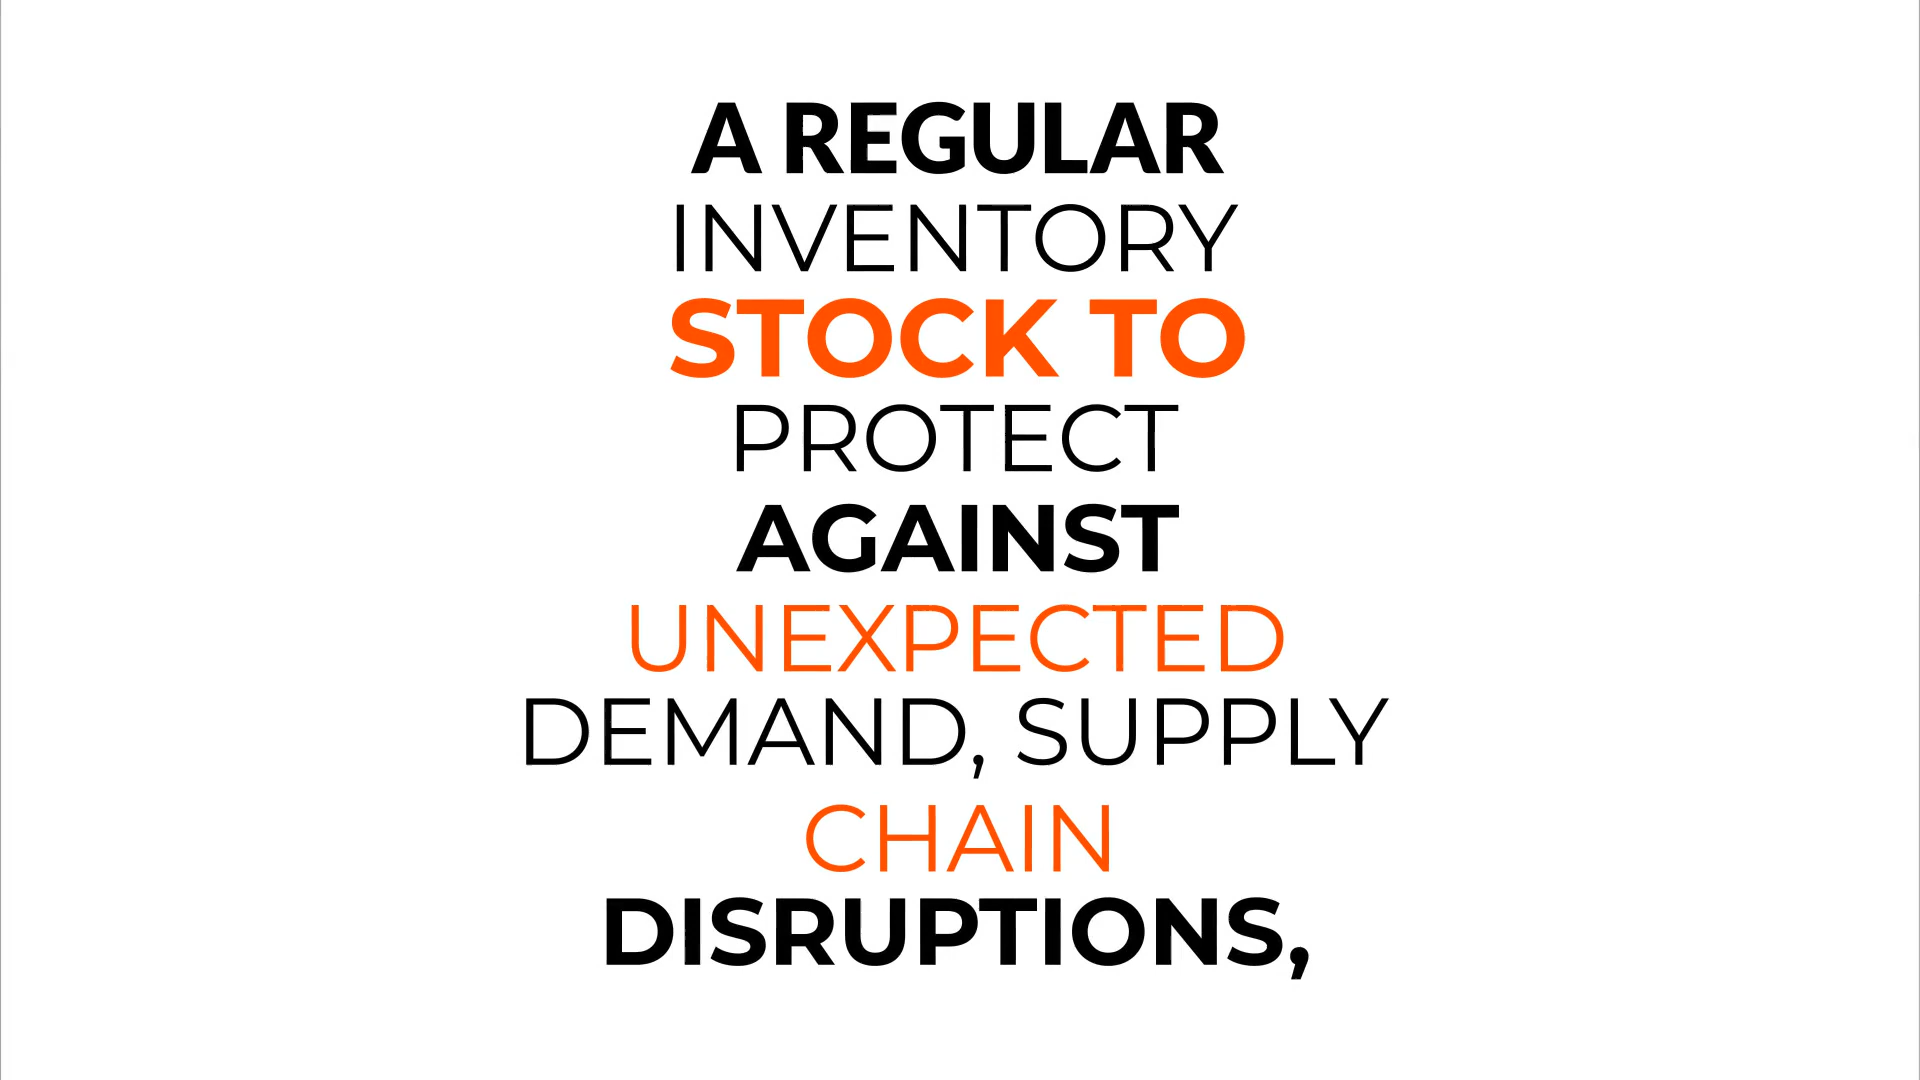 A REGULAR
INVENTORY
STOCK TO
PROTECT
AGAINST
UNEXPECTED
DEMAND, SUPPLY
CHAIN
DISRUPTIONS,